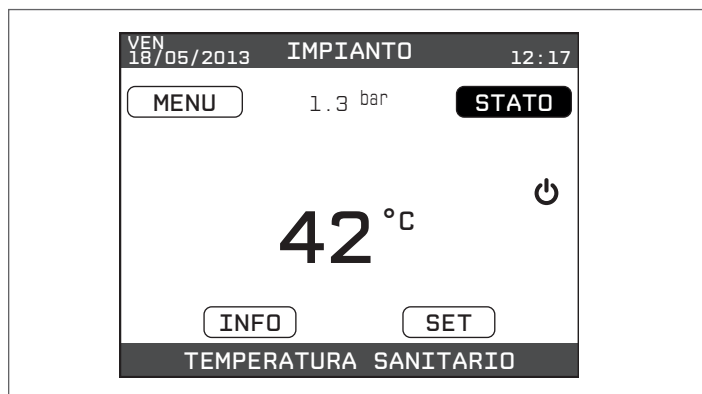 VEN
18/05/2013 IMPIANTO 12:17
MENU 1.3 bar STATO
42 °C
INFO SET
TEMPERATURA SANITARIO